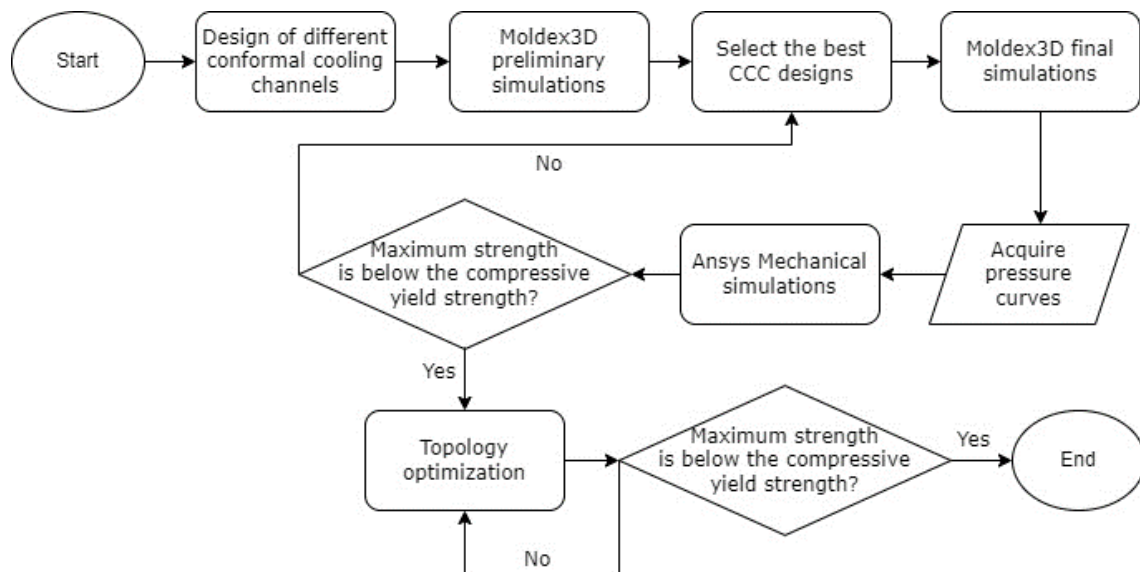 Start
Design of different
conformal cooling
channels
Moldex3D
preliminary
simulations
Select the best
CCC designs
Moldex3D final
simulations
No
Maximum strength
is below the compressive
yield strength?
Ansys Mechanical
simulations
Acquire
pressure
curves
Yes
Topology
optimization
Maximum strength
is below the compressive
yield strength?
Yes
End
No